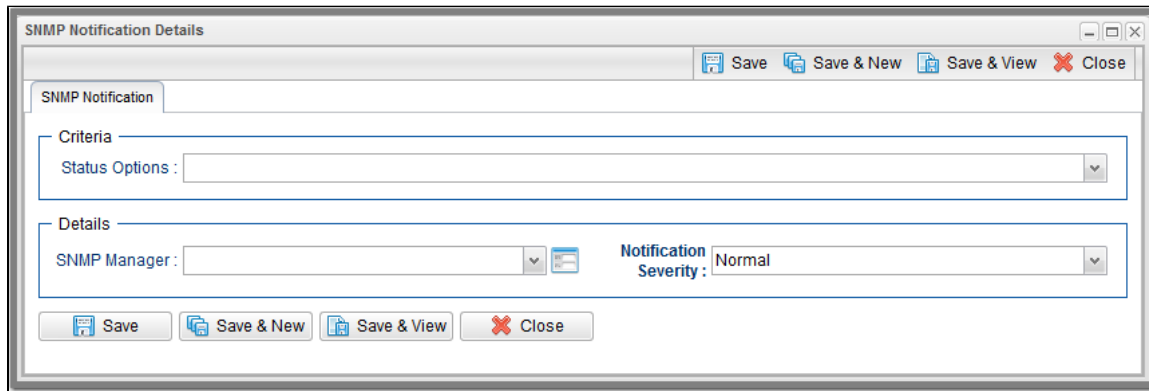 SNMP Notification Details
Save Save & New Save & View Close
SNMP Notification
Criteria
Status Options :
Details
SNMP Manager :
Notification
Severity :
Normal
Save Save & New Save & View Close